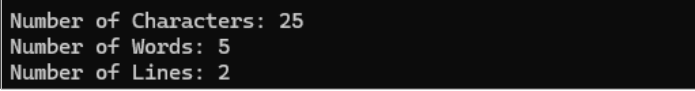 Number of Characters: 25
Number of Words: 5
Number of Lines: 2